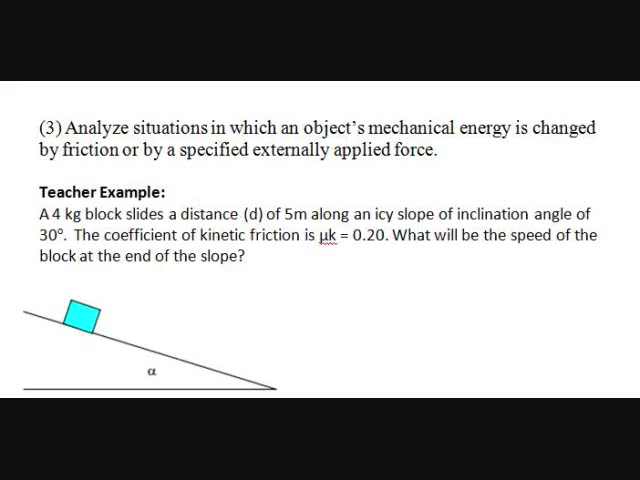 (3) Analyze situations in which an object's mechanical energy is changed
by friction or by a specified externally applied force.
Teacher Example:
A 4 kg block slides a distance (d) of 5m along an icy slope of inclination angle of
30º. The coefficient of kinetic friction is μk = 0.20. What will be the speed of the
block at the end of the slope?
α